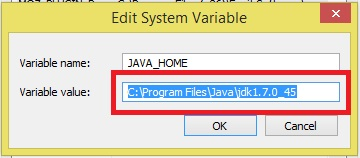 Edit System Variable
Variable name: JAVA_HOME
Variable value: C:\Program Files\Java\jdk1.7.0_45
OK Cancel